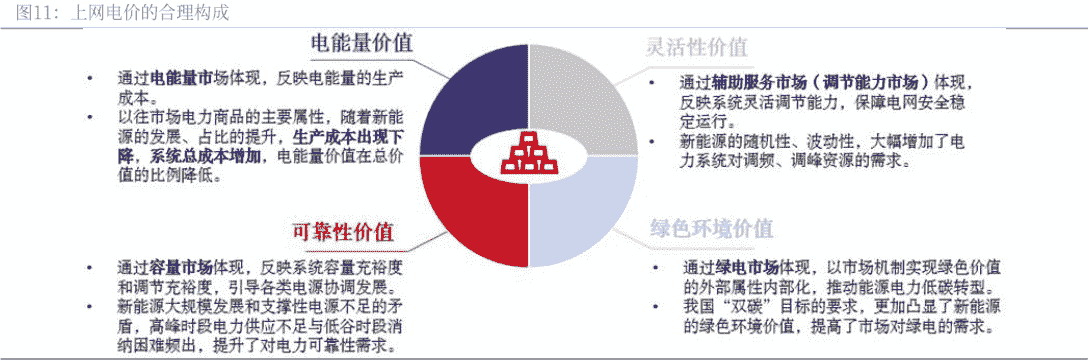 图11：上网电价的合理构成
电能量价值
• 通过电能量市场体现，反映电能量的生产
成本。
• 以往市场电力商品的主要属性，随着新能
源的发展、占比的提升，生产成本出现下
降，系统总成本增加，电能量价值在总价
值的比例降低。
灵活性价值
• 通过辅助服务市场（调节能力市场）体现，
反映系统灵活调节能力，保障电网安全稳
定运行。
• 新能源的随机性、波动性，大幅增加了电
力系统对调频、调峰资源的需求。
可靠性价值
• 通过容量市场体现，反映系统容量充裕度
和调节充裕度，引导各类电源协调发展。
• 新能源大规模发展和支撑性电源不足的矛
盾，高峰时段电力供应不足与低谷时段消
纳困难频出，提升了对电力可靠性需求。
绿色环境价值
• 通过绿电市场体现，以市场机制实现绿色价值
的外部属性内部化，推动能源电力低碳转型。
• 我国“双碳”目标的要求，更加凸显了新能源
的绿色环境价值，提高了市场对绿电的需求。